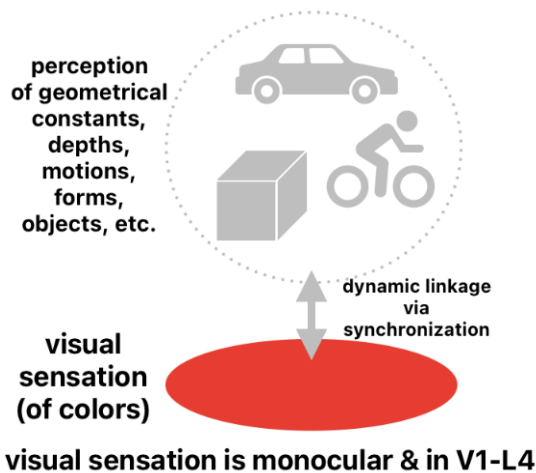 perception
of geometrical
constants,
depths,
motions,
forms,
objects, etc.
dynamic linkage
via
synchronization
visual
sensation
(of colors)
visual sensation is monocular & in V1-L4